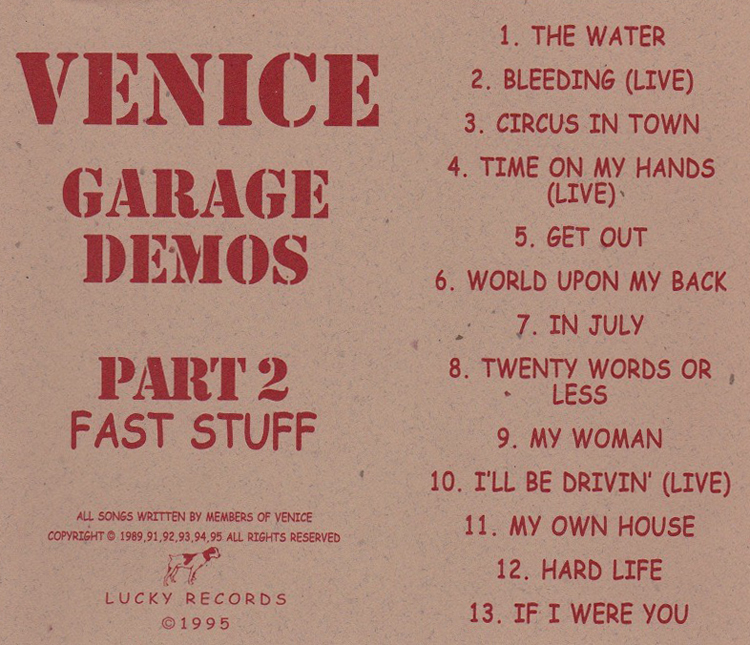 VENICE
GARAGE
DEMOS
PART 2
FAST STUFF
ALL SONGS WRITTEN BY MEMBERS OF VENICE
COPYRIGHT © 1989,91,92,93,94,95 ALL RIGHTS RESERVED
LUCKY RECORDS
©1995
1. THE WATER
2. BLEEDING (LIVE)
3. CIRCUS IN TOWN
4. TIME ON MY HANDS
(LIVE)
5. GET OUT
6. WORLD UPON MY BACK
7. IN JULY
8. TWENTY WORDS OR
LESS
9. MY WOMAN
10. I'LL BE DRIVIN' (LIVE)
11. MY OWN HOUSE
12. HARD LIFE
13. IF I WERE YOU